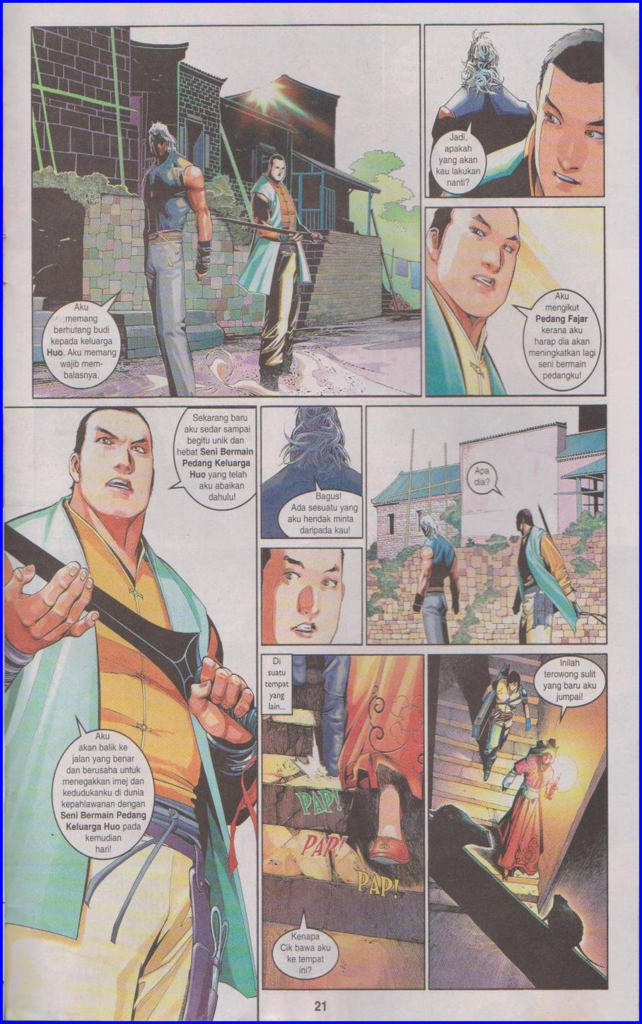 Aku
memang
berhutang budi
kepada keluarga
Huo. Aku memang
wajib mem-
balasnya.
Jadi,
apakah
yang akan
kau lakukan
nanti?
Aku
mengikut
Pedang Fajar
kerana aku
harap dia akan
meningkatkan lagi
seni bermain
pedangku!
Sekarang baru
aku sedar sampai
begitu unik dan
hebat Seni Bermain
Pedang Keluarga
Huo yang telah
aku abaikan
dahulu!
Aku
akan balik ke
jalan yang benar
dan berusaha untuk
menegakkan imej dan
kedudukanku di dunia
kepahlawanan dengan
Seni Bermain Pedang
Keluarga Huo pada
kemudian
hari!
Bagus!
Ada sesuatu yang
aku hendak minta
daripada kau!
Apa
dia?
Di
suatu
tempat
yang
lain...
PAP!
PAP!
PAP!
Kenapa
Cik bawa aku
ke tempat
ini?
Inilah
terowong sulit
yang baru aku
jumpai!
21